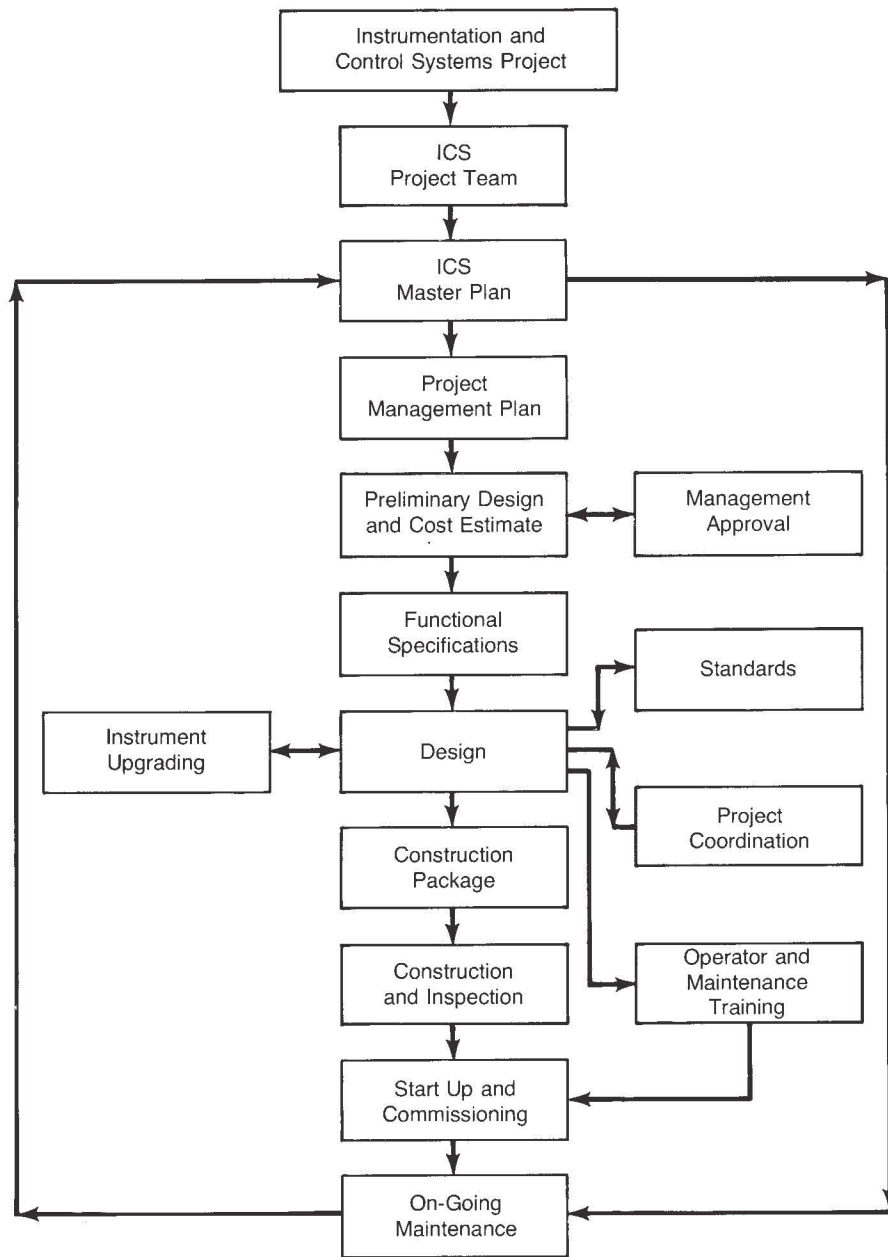 Instrumentation and
Control Systems Project
ICS
Project Team
ICS
Master Plan
Project
Management Plan
Preliminary Design
and Cost Estimate
Management
Approval
Functional
Specifications
Standards
Instrument
Upgrading
Design
Project
Coordination
Construction
Package
Construction
and Inspection
Operator and
Maintenance
Training
Start Up and
Commissioning
On-Going
Maintenance